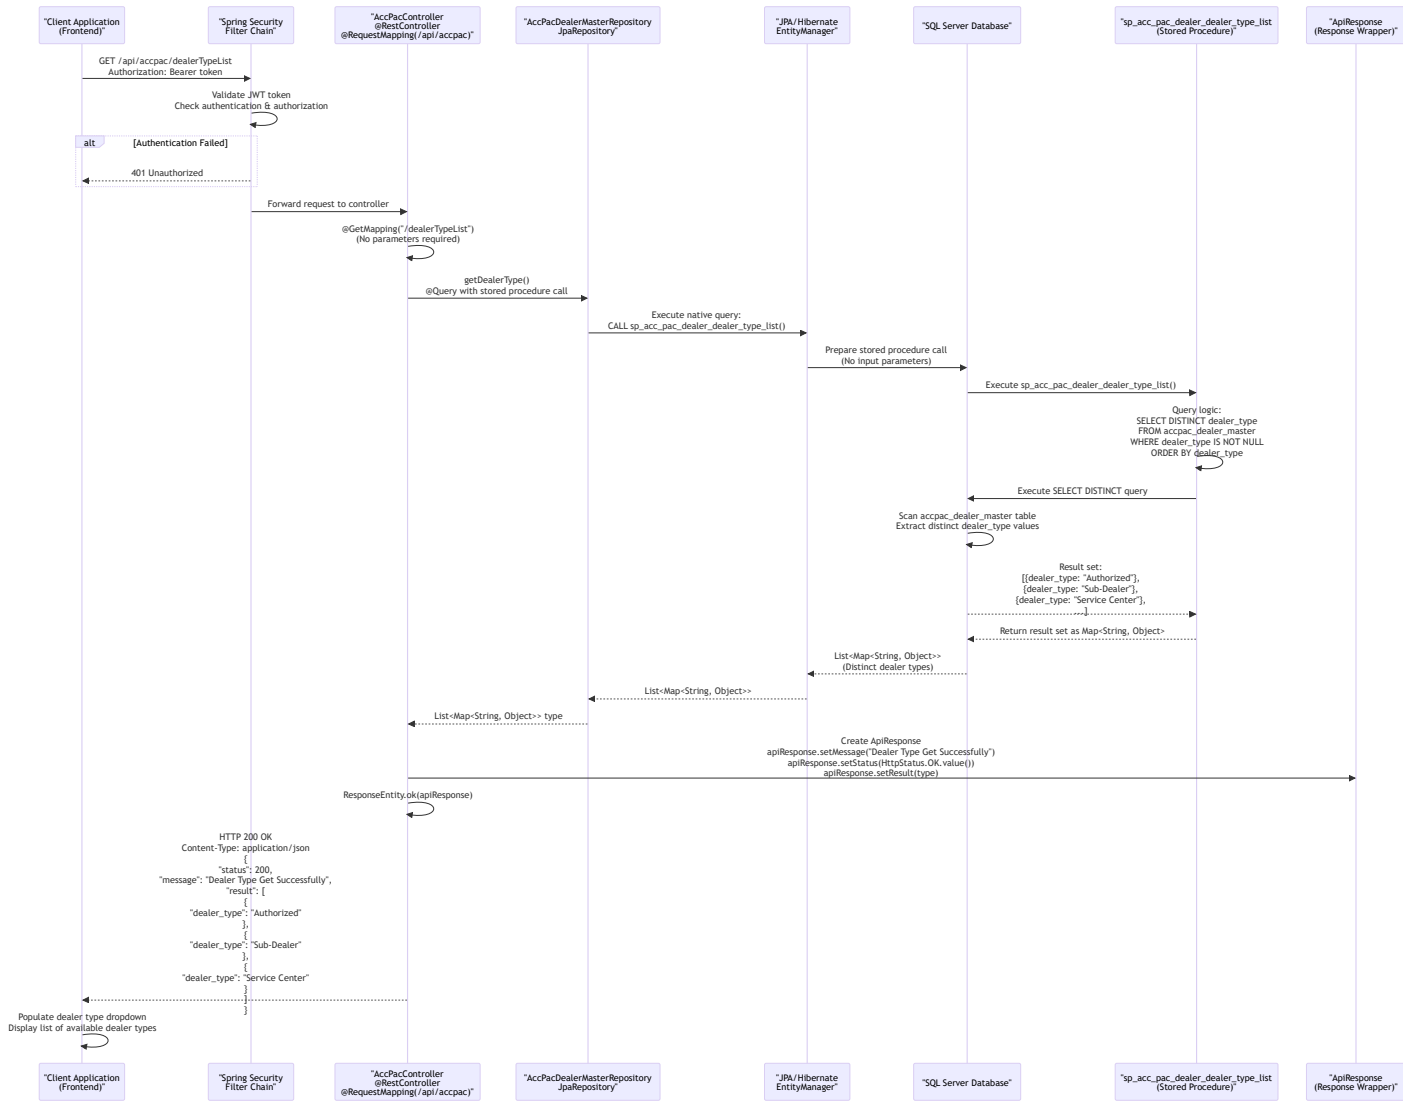 "Client Application
(Frontend)"
"Spring Security
Filter Chain"
"AccPacController
@RestController
@RequestMapping(/api/accpac)"
"AccPacDealerMasterRepository
JpaRepository"
"JPA/Hibernate
EntityManager"
"SQL Server Database"
"sp_acc_pac_dealer_dealer_type_list
(Stored Procedure)"
"ApiResponse
(Response Wrapper)"
GET /api/accpac/dealerTypeList
Authorization: Bearer token
Validate JWT token
Check authentication & authorization
alt
[Authentication Failed]
401 Unauthorized
Forward request to controller
@GetMapping("/dealerTypeList")
(No parameters required)
getDealerType()
@Query with stored procedure call
Execute native query:
CALL sp_acc_pac_dealer_dealer_type_list()
Prepare stored procedure call
(No input parameters)
Execute sp_acc_pac_dealer_dealer_type_list()
Query logic:
SELECT DISTINCT dealer_type
FROM accpac_dealer_master
WHERE dealer_type IS NOT NULL
ORDER BY dealer_type
Execute SELECT DISTINCT query
Scan accpac_dealer_master table
Extract distinct dealer_type values
Result set:
[{dealer_type: "Authorized"},
{dealer_type: "Sub-Dealer"},
{dealer_type: "Service Center"},
...]
Return result set as Map<String, Object>
List<Map<String, Object>>
(Distinct dealer types)
List<Map<String, Object>>
List<Map<String, Object>> type
Create ApiResponse
apiResponse.setMessage("Dealer Type Get Successfully")
apiResponse.setStatus(HttpStatus.OK.value())
apiResponse.setResult(type)
ResponseEntity.ok(apiResponse)
HTTP 200 OK
Content-Type: application/json
{
"status": 200,
"message": "Dealer Type Get Successfully",
"result": [
{
"dealer_type": "Authorized"
},
{
"dealer_type": "Sub-Dealer"
},
{
"dealer_type": "Service Center"
}
]
}
Populate dealer type dropdown
Display list of available dealer types
"Client Application
(Frontend)"
"Spring Security
Filter Chain"
"AccPacController
@RestController
@RequestMapping(/api/accpac)"
"AccPacDealerMasterRepository
JpaRepository"
"JPA/Hibernate
EntityManager"
"SQL Server Database"
"sp_acc_pac_dealer_dealer_type_list
(Stored Procedure)"
"ApiResponse
(Response Wrapper)"